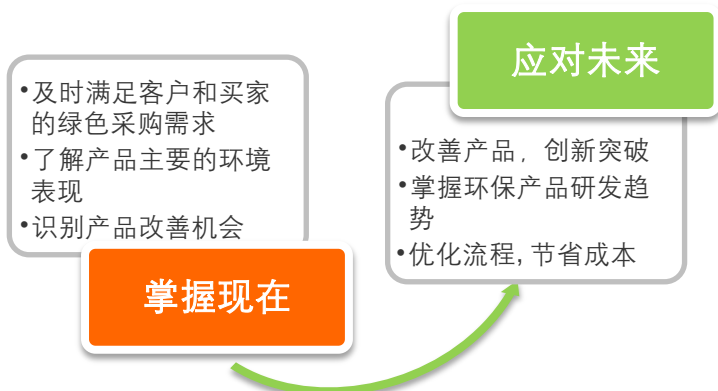 •及时满足客户和买家
的绿色采购需求
•了解产品主要的环境
表现
•识别产品改善机会
掌握现在
应对未来
•改善产品，创新突破
•掌握环保产品研发趋
势
•优化流程, 节省成本